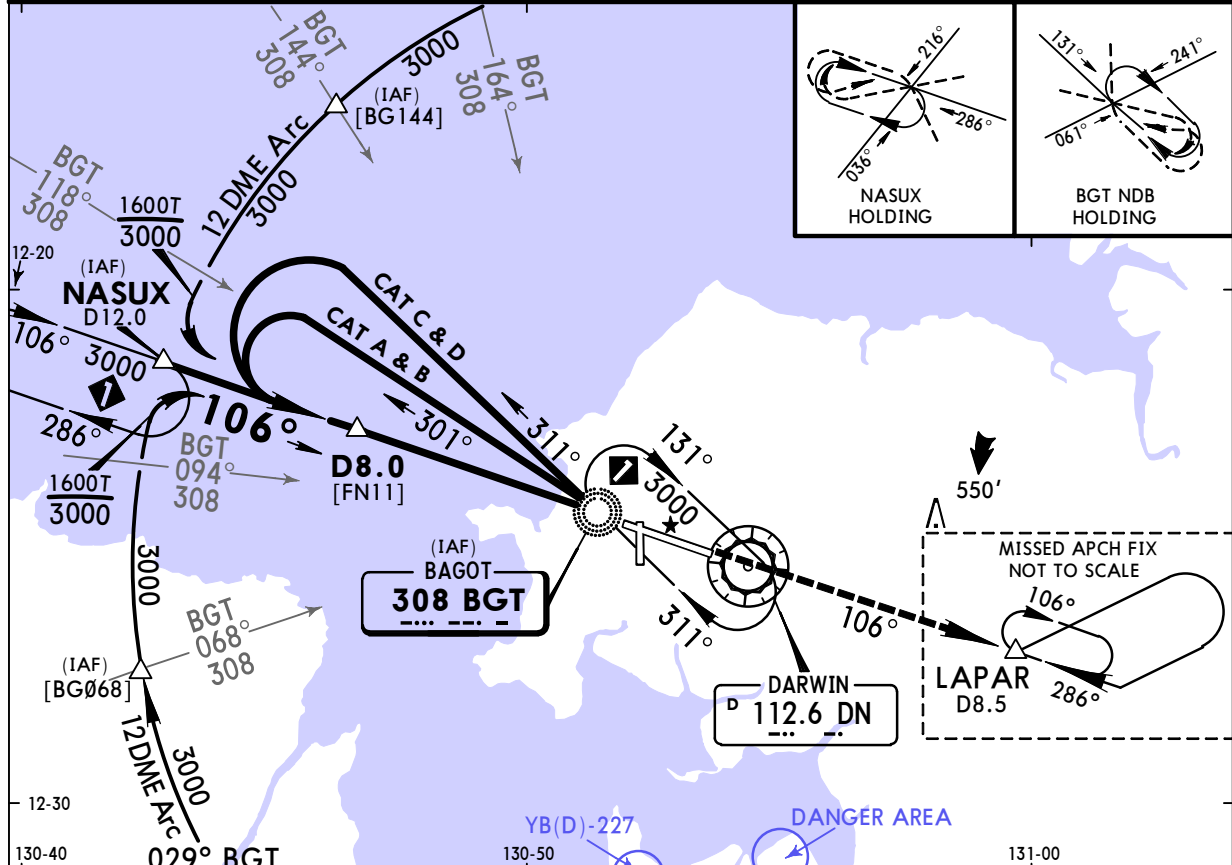 BGT
144°
308
3000
BGT
164°
308
(IAF)
[BG144]
12 DME Arc
3000
BGT
118°
308
1600T
3000
216°
286°
036°
NASUX
HOLDING
131°
241°
061°
BGT NDB
HOLDING
12-20
(IAF)
NASUX
D12.0
106° 3000
286°
106°
CAT C & D
CAT A & B
301°
311°
D8.0
[FN11]
BGT
094°
308
1600T
3000
131°
3000
311°
(IAF)
BAGOT
308 BGT
550'
MISSED APCH FIX
NOT TO SCALE
106°
LAPAR
D8.5
286°
106°
DARWIN
D 112.6 DN
3000
BGT
068°
308
(IAF)
[BGØ68]
12 DME Arc
3000
029° BGT
12-30
130-40
130-50
131-00
YB(D)-227
DANGER AREA